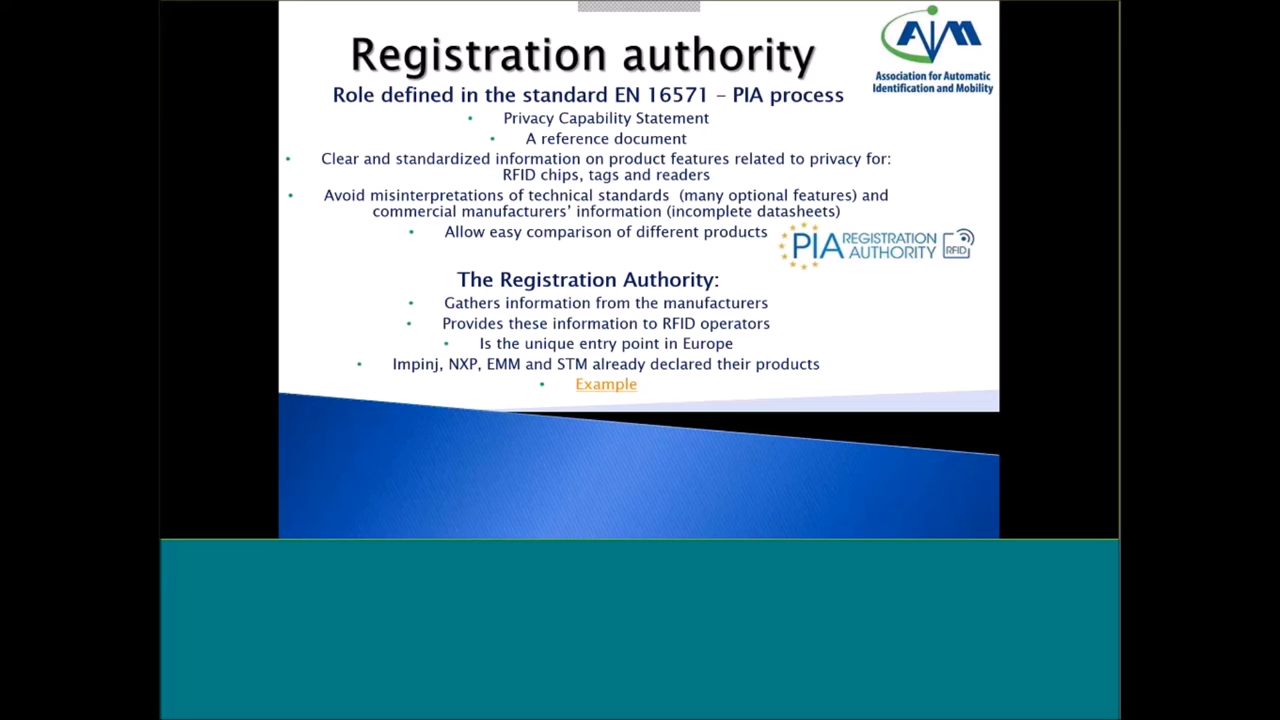 Registration authority
AIM
Association for Automatic
Identification and Mobility
Role defined in the standard EN 16571 – PIA process
• Privacy Capability Statement
• A reference document
• Clear and standardized information on product features related to privacy for:
RFID chips, tags and readers
• Avoid misinterpretations of technical standards (many optional features) and
commercial manufacturers’ information (incomplete datasheets)
• Allow easy comparison of different products
PIA REGISTRATION
AUTHORITY
RFID
The Registration Authority:
• Gathers information from the manufacturers
• Provides these information to RFID operators
• Is the unique entry point in Europe
• Impinj, NXP, EMM and STM already declared their products
• Example